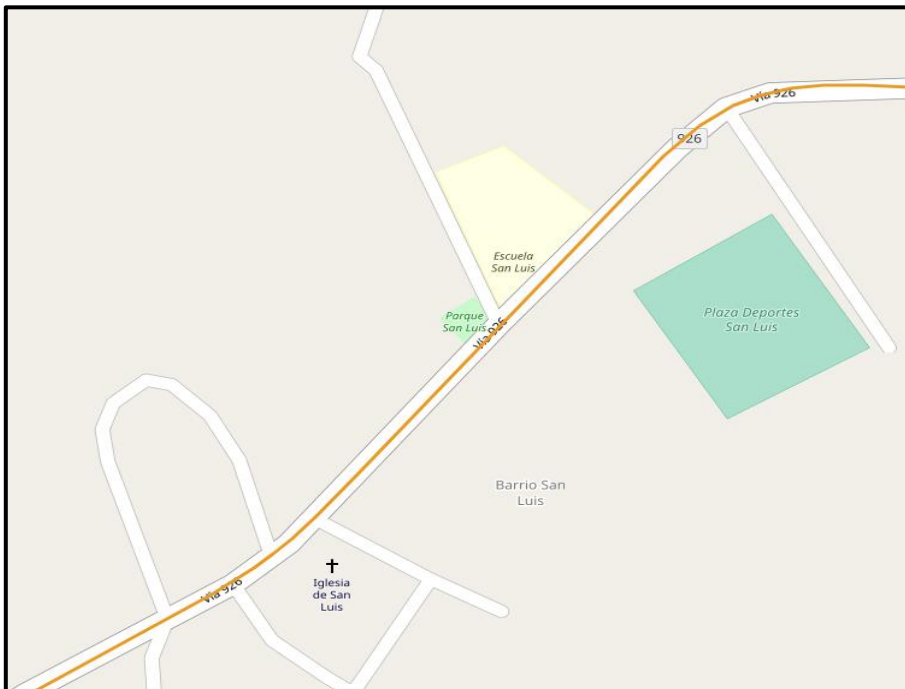 Vía 926
926
Escuela
San Luis
Plaza Deportes
San Luis
Parque
San Luis
Vía 926
Barrio San
Luis
Iglesia
de San
Luis
Vía 926